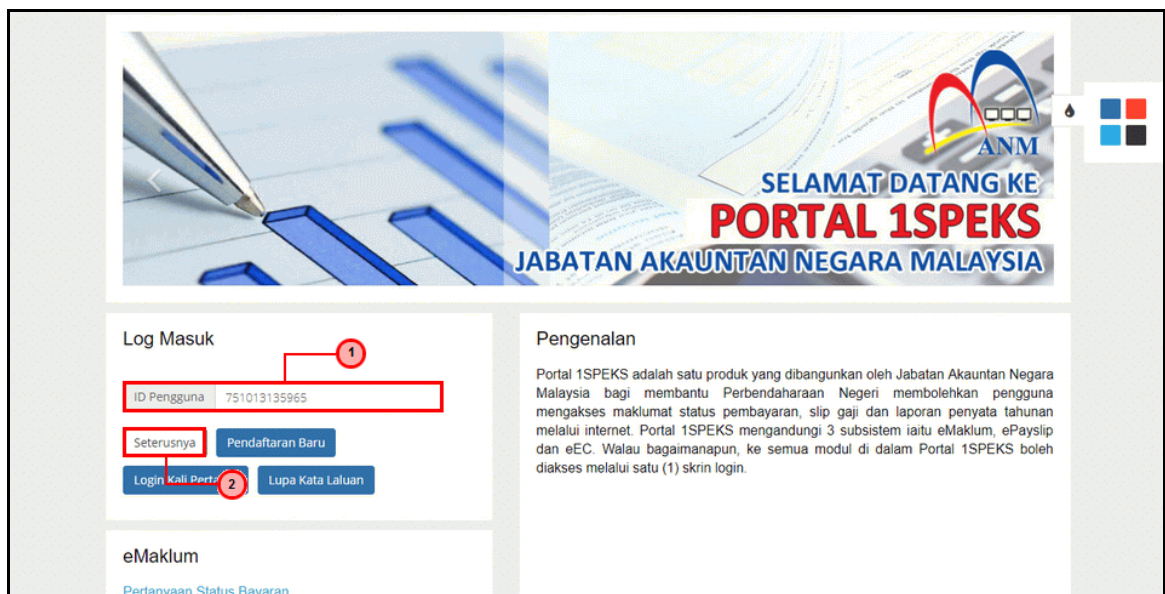 ANM
SELAMAT DATANG KE
PORTAL 1SPEKS
JABATAN AKAUNTAN NEGARA MALAYSIA
Log Masuk
1
ID Pengguna 751013135965
Seterusnya Pendaftaran Baru
Login Kali 2 Lupa Kata Laluan
eMaklum
Pertanyaan Status Bayaran
Pengenalan
Portal 1SPEKS adalah satu produk yang dibangunkan oleh Jabatan Akauntan Negara
Malaysia bagi membantu Perbendaharaan Negeri membolehkan pengguna
mengakses maklumat status pembayaran, slip gaji dan laporan penyata tahunan
melalui internet. Portal 1SPEKS mengandungi 3 subsistem iaitu eMaklum, ePayslip
dan eEC. Walau bagaimanapun, ke semua modul di dalam Portal 1SPEKS boleh
diakses melalui satu (1) skrin login.